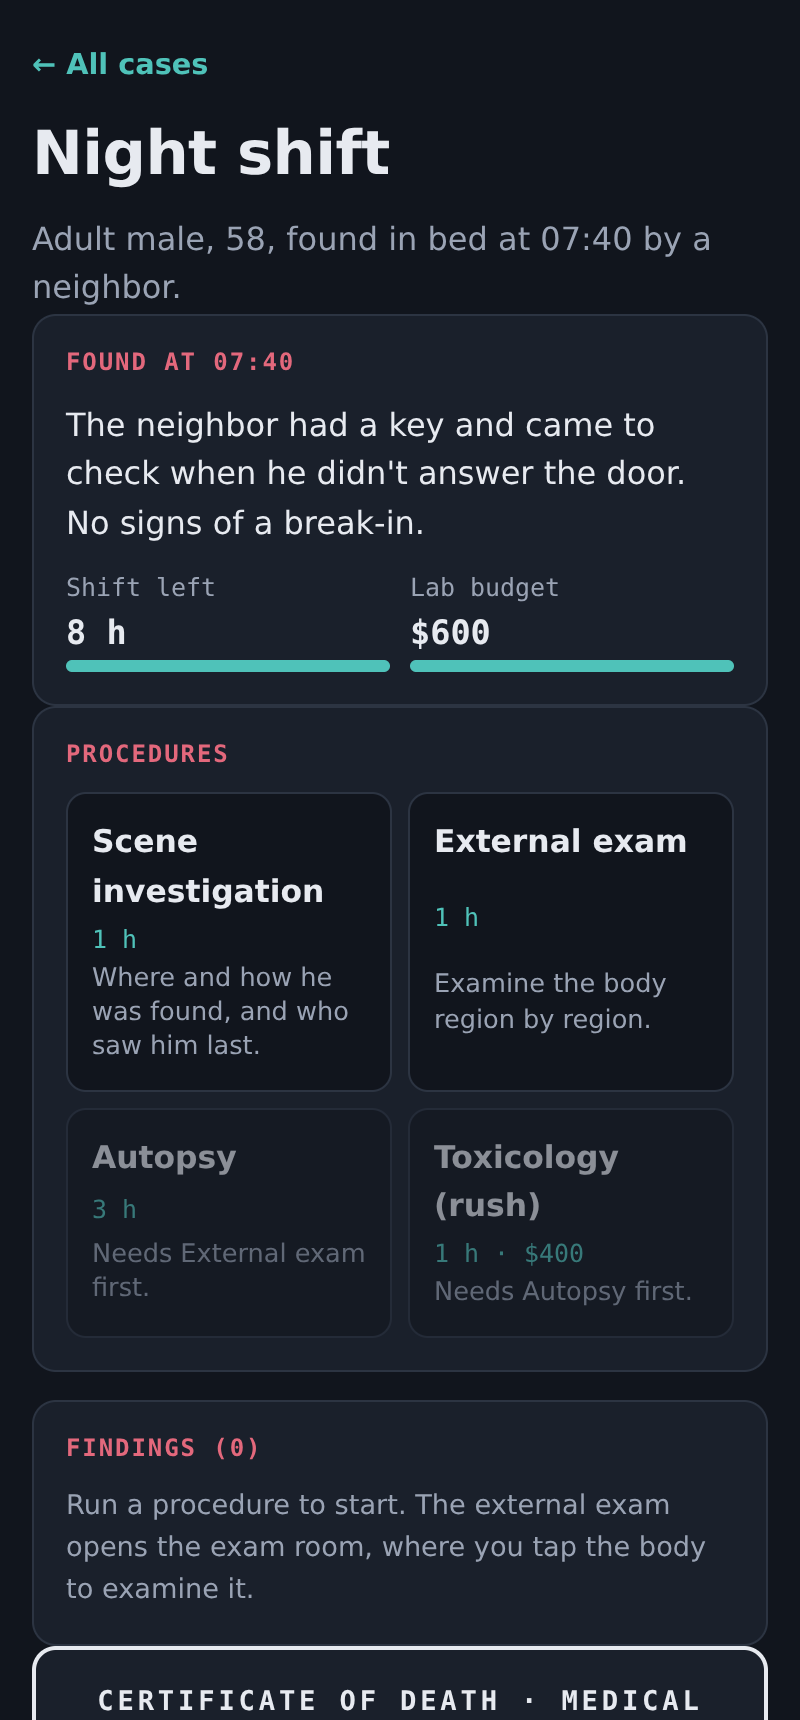 ← All cases
Night shift
Adult male, 58, found in bed at 07:40 by a
neighbor.
FOUND AT 07:40
The neighbor had a key and came to
check when he didn't answer the door.
No signs of a break-in.
Shift left
8 h
Lab budget
$600
PROCEDURES
Scene
investigation
1 h
Where and how he
was found, and who
saw him last.
External exam
1 h
Examine the body
region by region.
Autopsy
3 h
Needs External exam
first.
Toxicology
(rush)
1 h · $400
Needs Autopsy first.
FINDINGS (0)
Run a procedure to start. The external exam
opens the exam room, where you tap the body
to examine it.
CERTIFICATE OF DEATH · MEDICAL